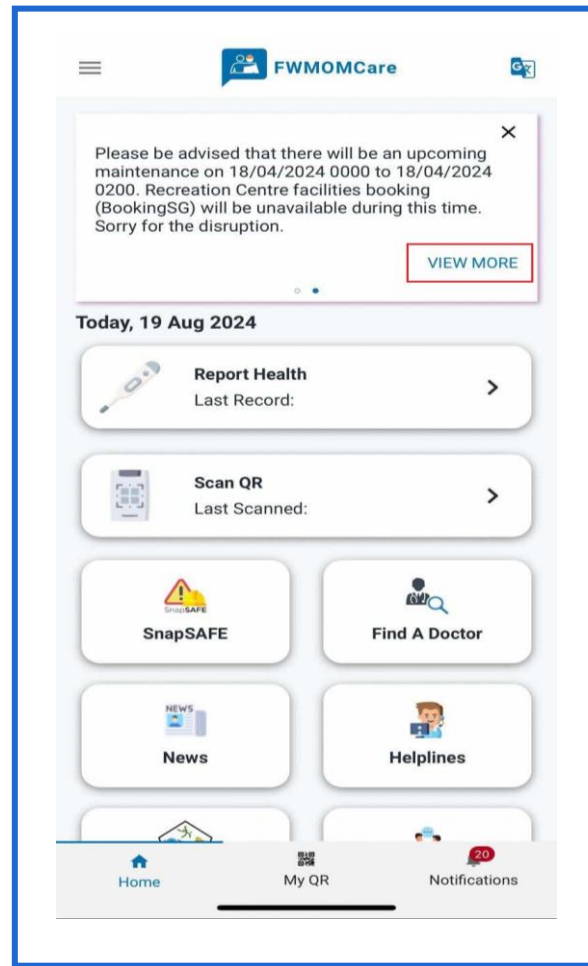 FWMOMCare
Please be advised that there will be an upcoming
maintenance on 18/04/2024 0000 to 18/04/2024
0200. Recreation Centre facilities booking
(BookingSG) will be unavailable during this time.
Sorry for the disruption.
VIEW MORE
Today, 19 Aug 2024
Report Health
Last Record:
Scan QR
Last Scanned:
SnapSAFE
SnapSAFE
Find A Doctor
NEWS
News
Helplines
20
Home
My QR
Notifications